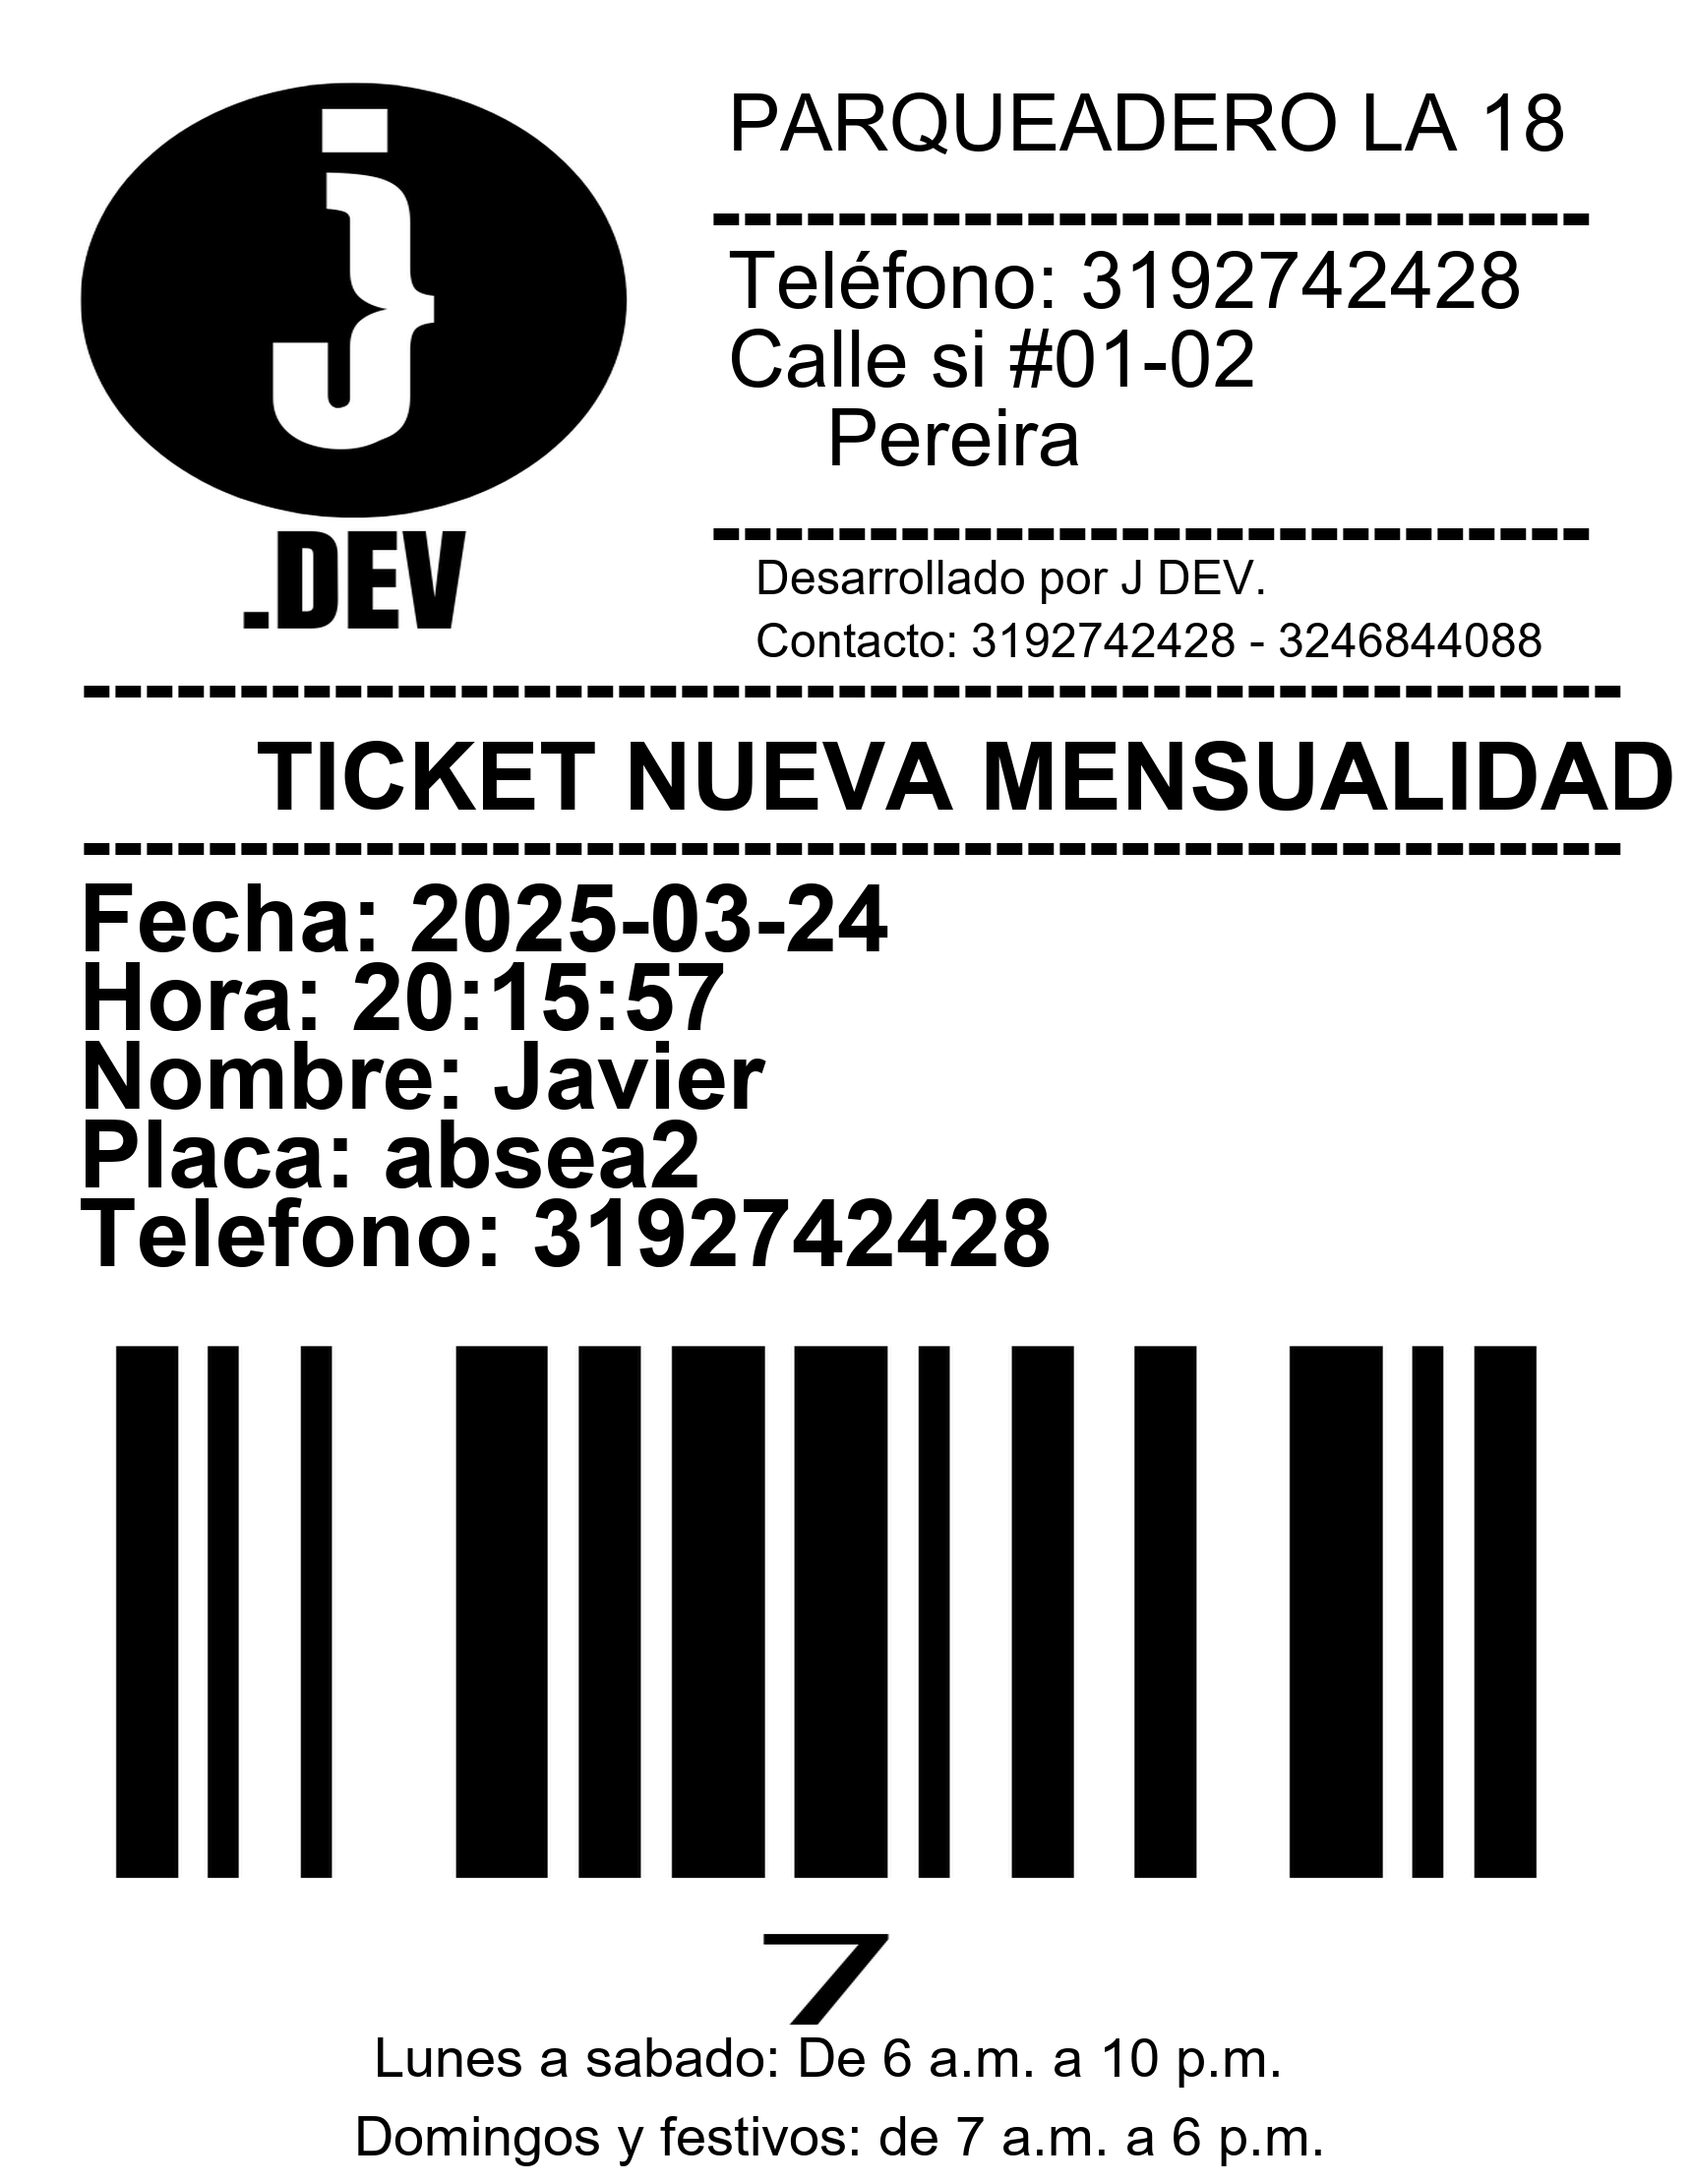 j
.DEV
PARQUEADERO LA 18
----------------------------
Teléfono: 3192742428
Calle si #01-02
Pereira
----------------------------
Desarrollado por J DEV.
Contacto: 3192742428 - 3246844088
-------------------------------------------------
TICKET NUEVA MENSUALIDAD
-------------------------------------------------
Fecha: 2025-03-24
Hora: 20:15:57
Nombre: Javier
Placa: absea2
Telefono: 3192742428
7
Lunes a sabado: De 6 a.m. a 10 p.m.
Domingos y festivos: de 7 a.m. a 6 p.m.